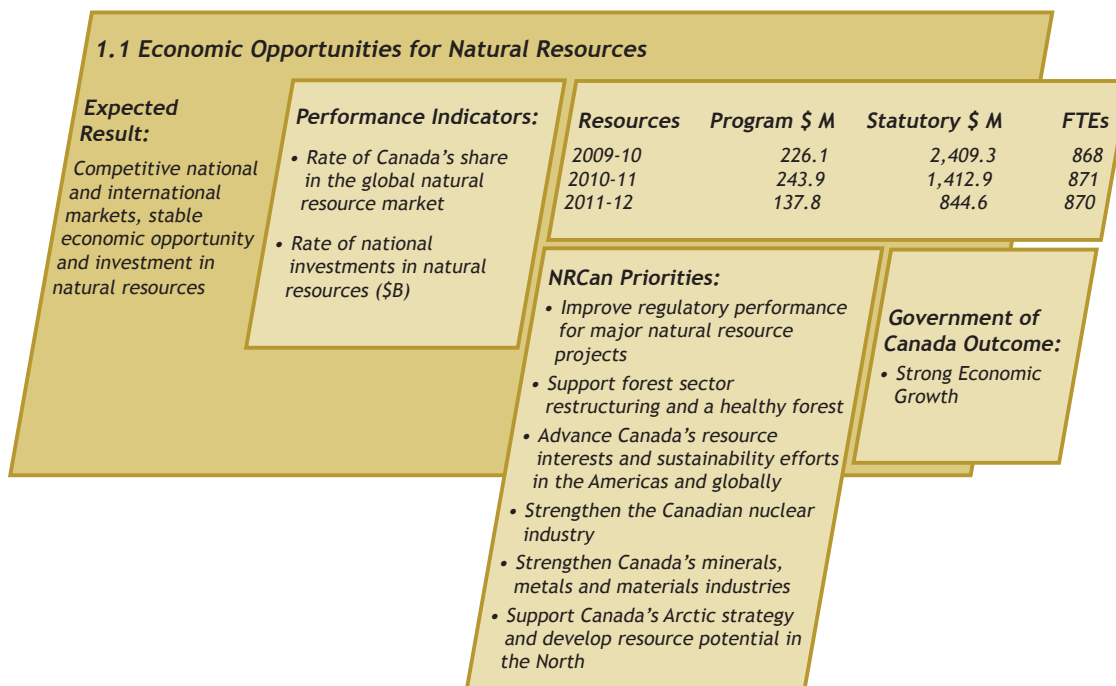 1.1 Economic Opportunities for Natural Resources
Expected
Result:
Competitive national
and international
markets, stable
economic opportunity
and investment in
natural resources
Performance Indicators:
• Rate of Canada’s share
in the global natural
resource market
• Rate of national
investments in natural
resources ($B)
Resources Program $ M Statutory $ M FTEs
2009-10 226.1 2,409.3 868
2010-11 243.9 1,412.9 871
2011-12 137.8 844.6 870
NRCan Priorities:
• Improve regulatory performance
for major natural resource
projects
• Support forest sector
restructuring and a healthy forest
• Advance Canada’s resource
interests and sustainability efforts
in the Americas and globally
• Strengthen the Canadian nuclear
industry
• Strengthen Canada’s minerals,
metals and materials industries
• Support Canada’s Arctic strategy
and develop resource potential in
the North
Government of
Canada Outcome:
• Strong Economic
Growth